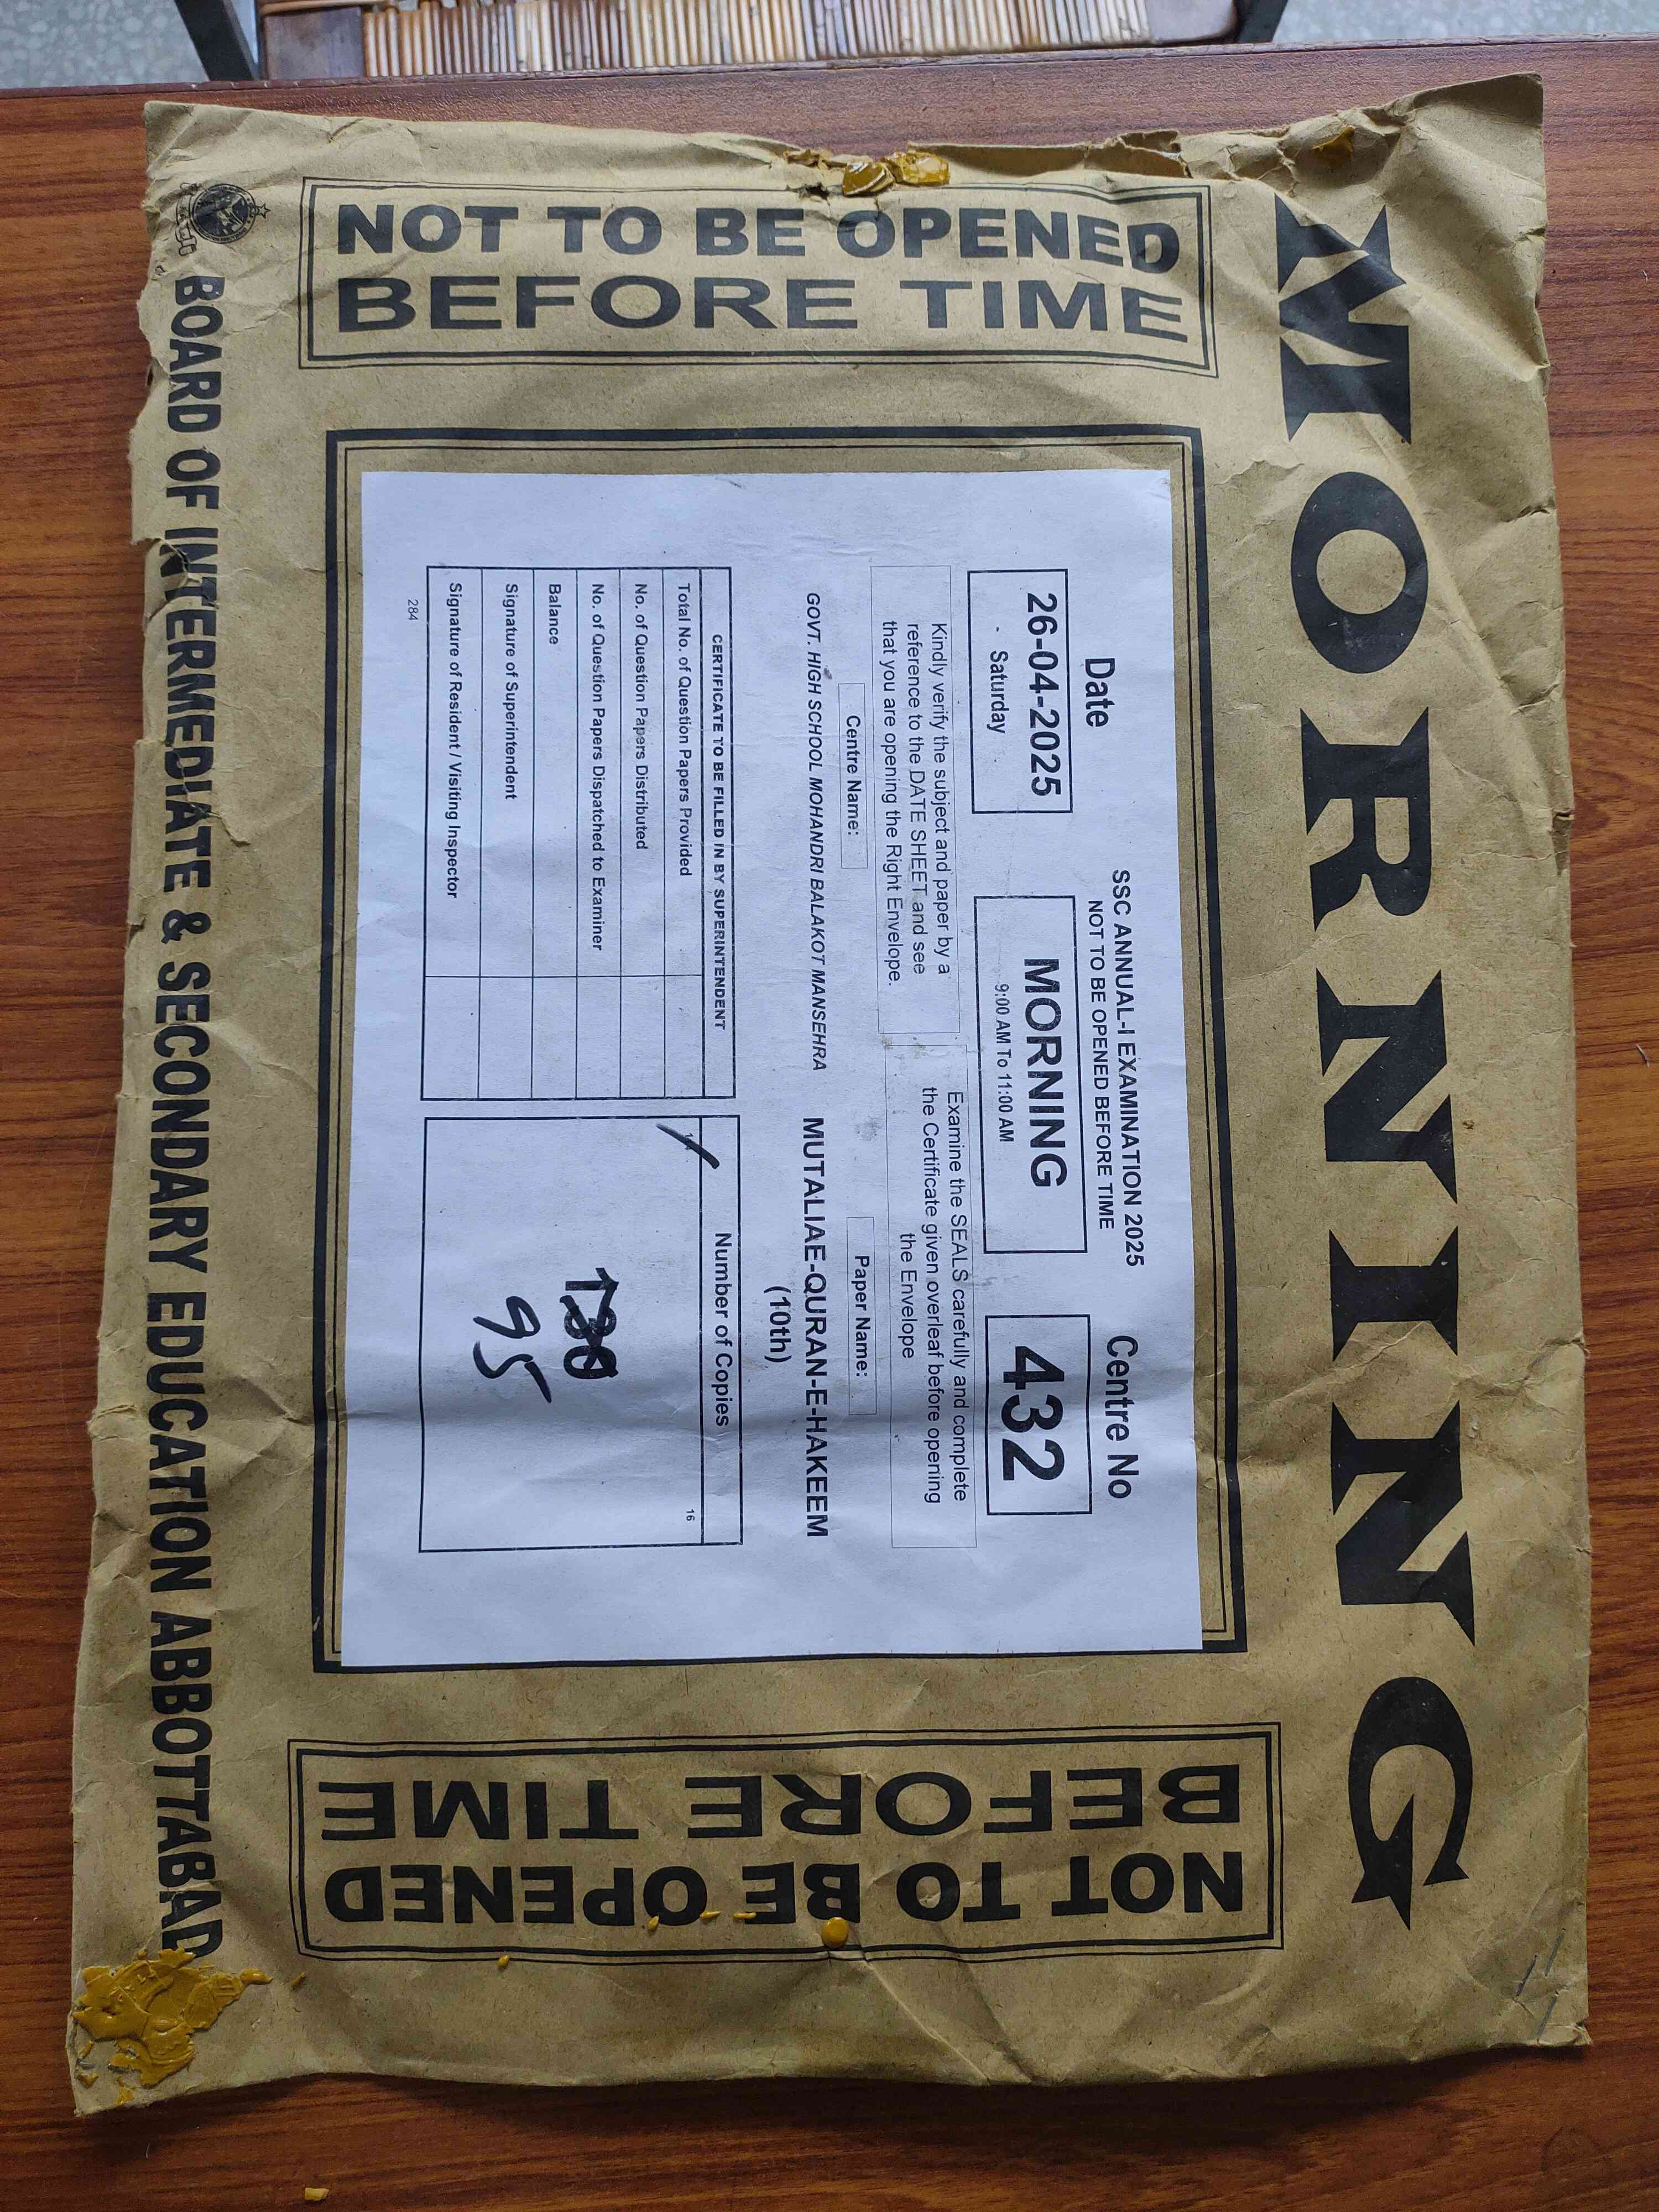 MORNING
NOT TO BE OPENED
BEFORE TIME
SSC ANNUAL-I EXAMINATION 2025
NOT TO BE OPENED BEFORE TIME
Date
26-04-2025
Saturday
MORNING
9:00 AM To 11:00 AM
Centre No
432
Kindly verify the subject and paper by a
reference to the DATE SHEET and see
that you are opening the Right Envelope.
Examine the SEALS carefully and complete
the Certificate given overleaf before opening
the Envelope
Centre Name:
GOVT. HIGH SCHOOL MOHANDRI BALAKOT MANSEHRA
Paper Name:
MUTALIAE-QURAN-E-HAKEEM
(10th)
CERTIFICATE TO BE FILLED IN BY SUPERINTENDENT
Total No. of Question Papers Provided
No. of Question Papers Distributed
No. of Question Papers Dispatched to Examiner
Balance
Signature of Superintendent
Signature of Resident / Visiting Inspector
284
Number of Copies
16
95
NOT TO BE OPENED
BEFORE TIME
BOARD OF INTERMEDIATE & SECONDARY EDUCATION ABBOTTABAD